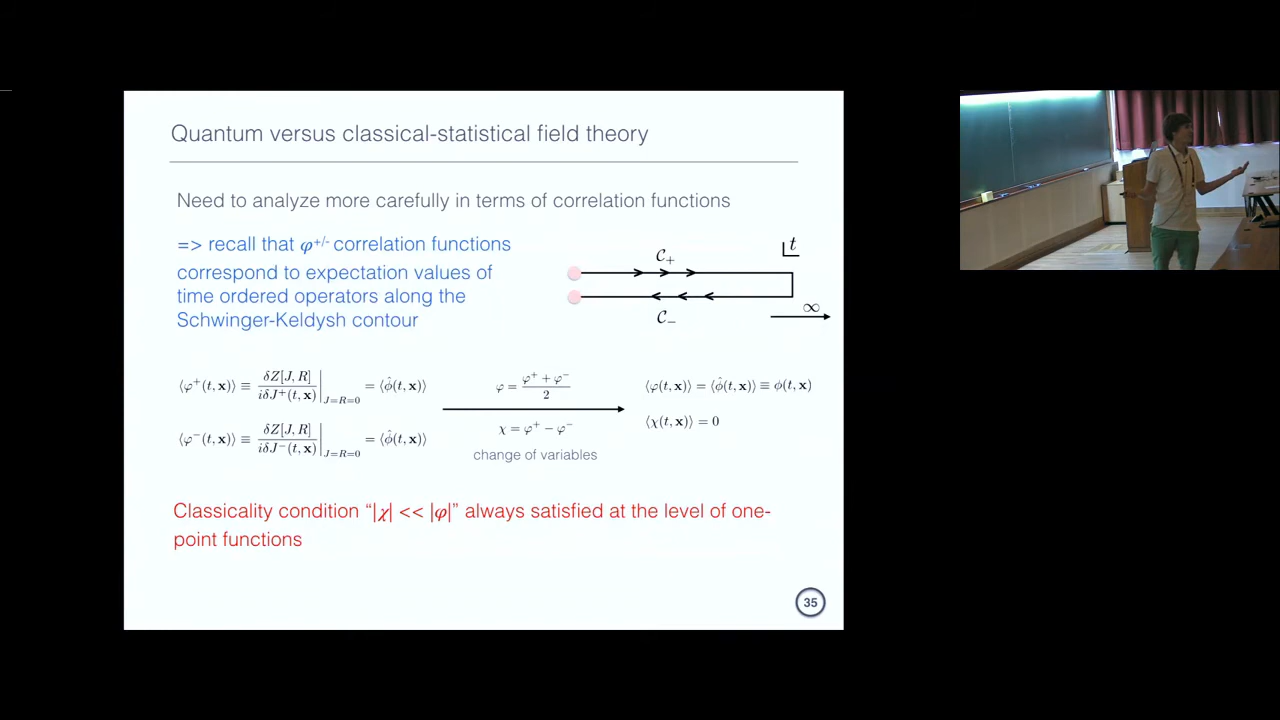 Quantum versus classical-statistical field theory
Need to analyze more carefully in terms of correlation functions
=> recall that φ⁺/⁻ correlation functions
correspond to expectation values of
time ordered operators along the
Schwinger-Keldysh contour
𝒞₊
t
𝒞₋
∞
⟨φ⁺(t, x)⟩ ≡ δZ[J, R] / iδJ⁺(t, x) |_{J=R=0} = ⟨ϕ̂(t, x)⟩
⟨φ⁻(t, x)⟩ ≡ δZ[J, R] / iδJ⁻(t, x) |_{J=R=0} = ⟨ϕ̂(t, x)⟩
φ = (φ⁺ + φ⁻) / 2
χ = φ⁺ − φ⁻
change of variables
⟨φ(t, x)⟩ = ⟨ϕ̂(t, x)⟩ ≡ ϕ(t, x)
⟨χ(t, x)⟩ = 0
Classicality condition “|χ| << |φ|” always satisfied at the level of one-
point functions
35